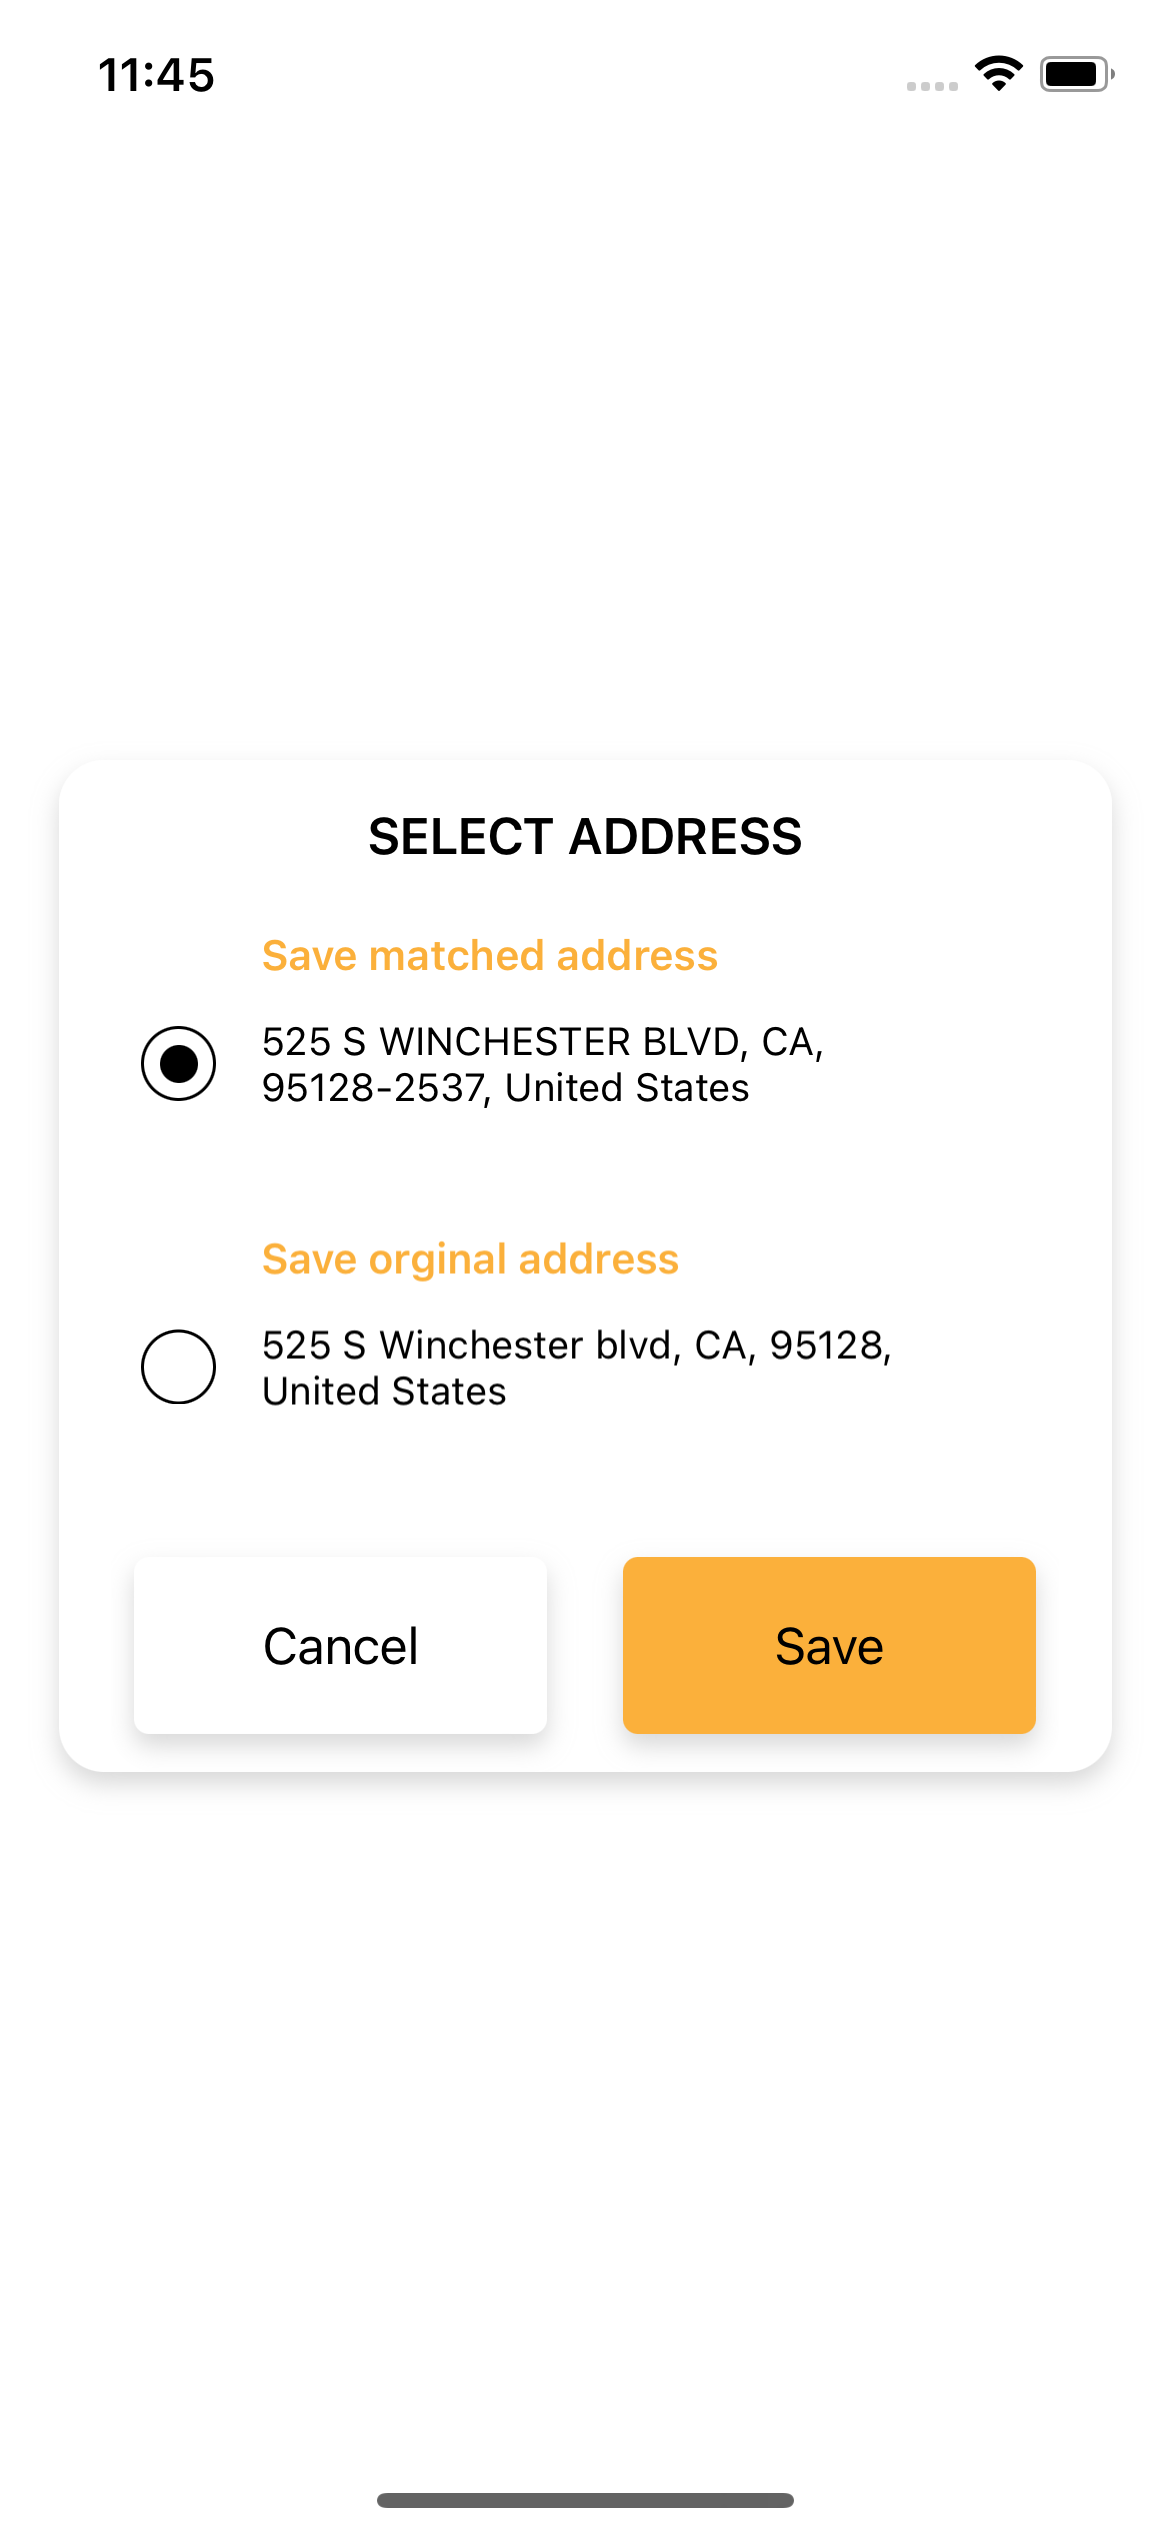 11:45
SELECT ADDRESS
Save matched address
525 S WINCHESTER BLVD, CA,
95128-2537, United States
Save orginal address
525 S Winchester blvd, CA, 95128,
United States
Cancel
Save